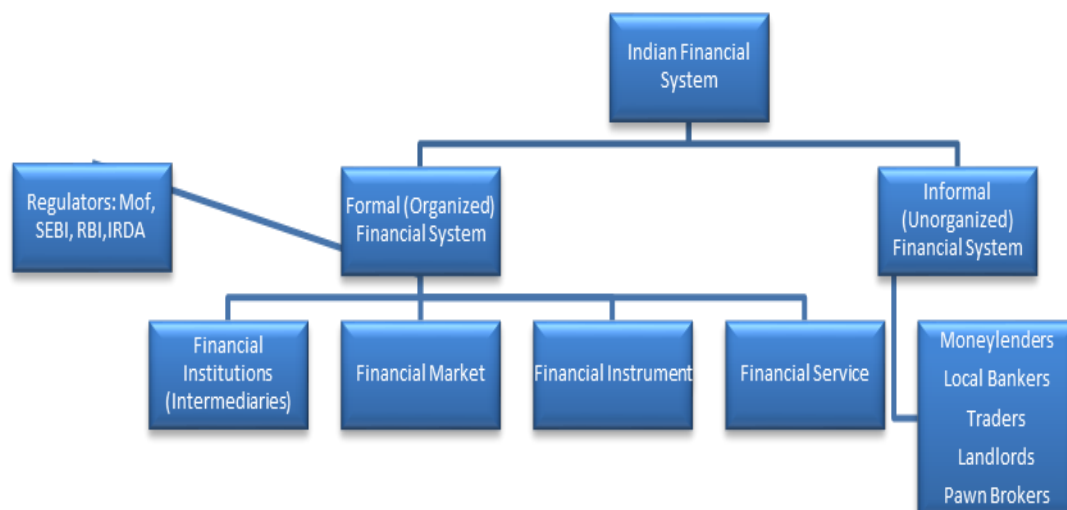 Indian Financial
System
Regulators: Mof,
SEBI, RBI,IRDA
Formal (Organized)
Financial System
Informal
(Unorganized)
Financial System
Financial
Institutions
(Intermediaries)
Financial Market
Financial Instrument
Financial Service
Moneylenders
Local Bankers
Traders
Landlords
Pawn Brokers